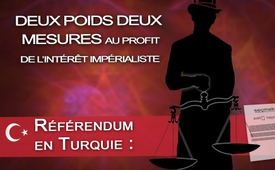 DEUX POIDS DEUX
MESURES AU PROFIT
DE L'INTÉRÊT IMPÉRIALISTE
RÉFÉRENDUM
EN TURQUIE :